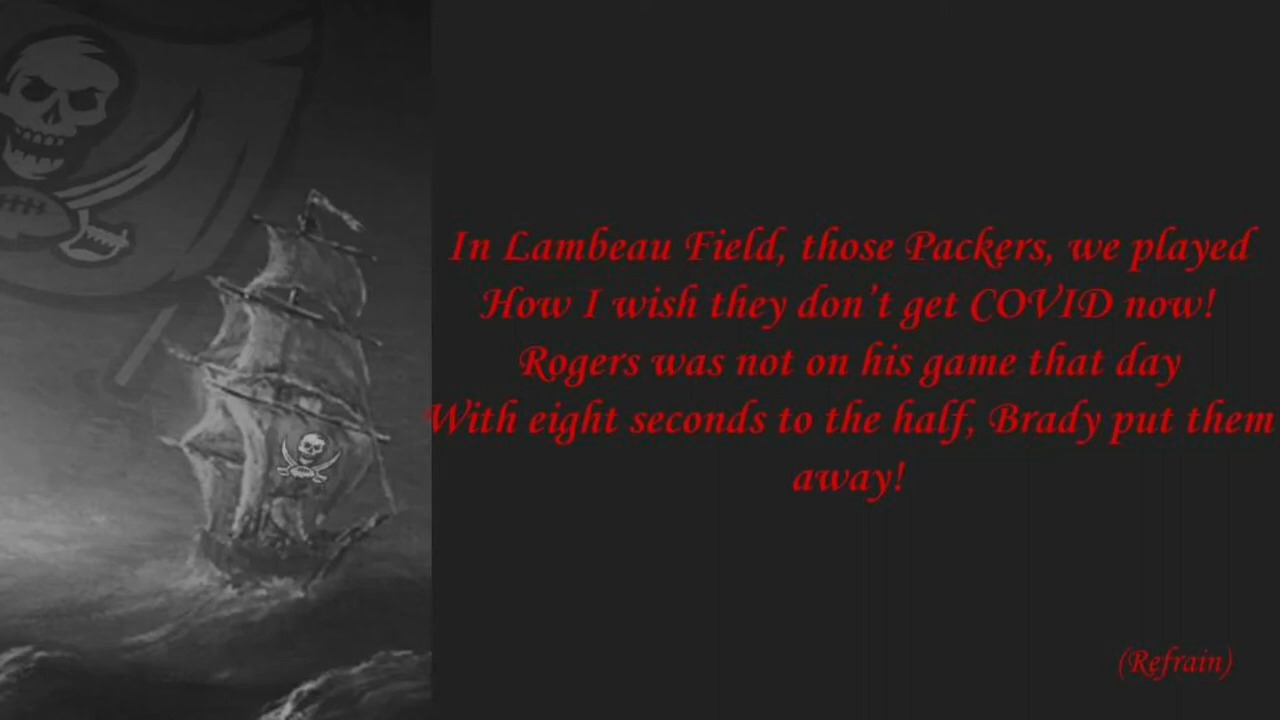 In Lambeau Field, those Packers, we played
How I wish they don't get COVID now!
Rogers was not on his game that day
With eight seconds to the half, Brady put them
away!
(Refrain)